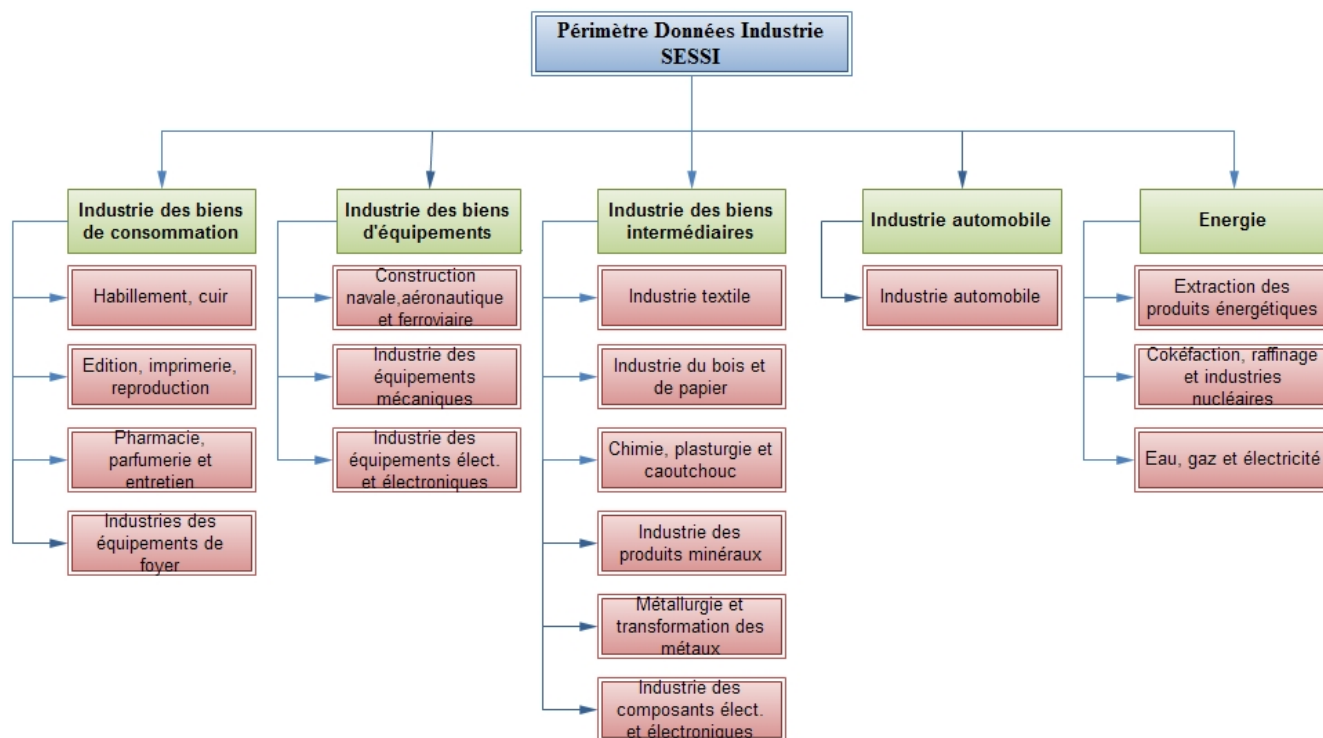 Périmètre Données Industrie
SESSI
Industrie des biens
de consommation
Habillement, cuir
Edition, imprimerie,
reproduction
Pharmacie,
parfumerie et
entretien
Industries des
équipements de
foyer
Industrie des biens
d'équipements
Construction
navale,aéronautique
et ferroviaire
Industrie des
équipements
mécaniques
Industrie des
équipements élect.
et électroniques
Industrie des biens
intermédiaires
Industrie textile
Industrie du bois et
de papier
Chimie, plasturgie et
caoutchouc
Industrie des
produits minéraux
Métallurgie et
transformation des
métaux
Industrie des
composants élect.
et électroniques
Industrie automobile
Industrie automobile
Energie
Extraction des
produits énergétiques
Cokéfaction, raffinage
et industries
nucléaires
Eau, gaz et électricité